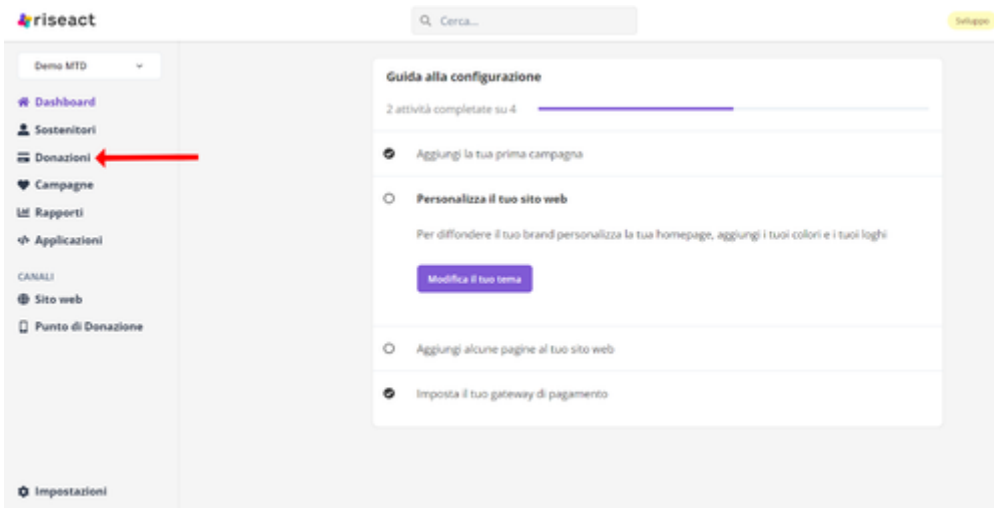 riseact
Cerca...
Sviluppo
Demo MTD
Dashboard
Sostenitori
Donazioni
Campagne
Rapporti
Applicazioni
CANALI
Sito web
Punto di Donazione
Impostazioni
Guida alla configurazione
2 attività completate su 4
Aggiungi la tua prima campagna
Personalizza il tuo sito web
Per diffondere il tuo brand personalizza la tua homepage, aggiungi i tuoi colori e i tuoi loghi
Modifica il tuo tema
Aggiungi alcune pagine al tuo sito web
Imposta il tuo gateway di pagamento